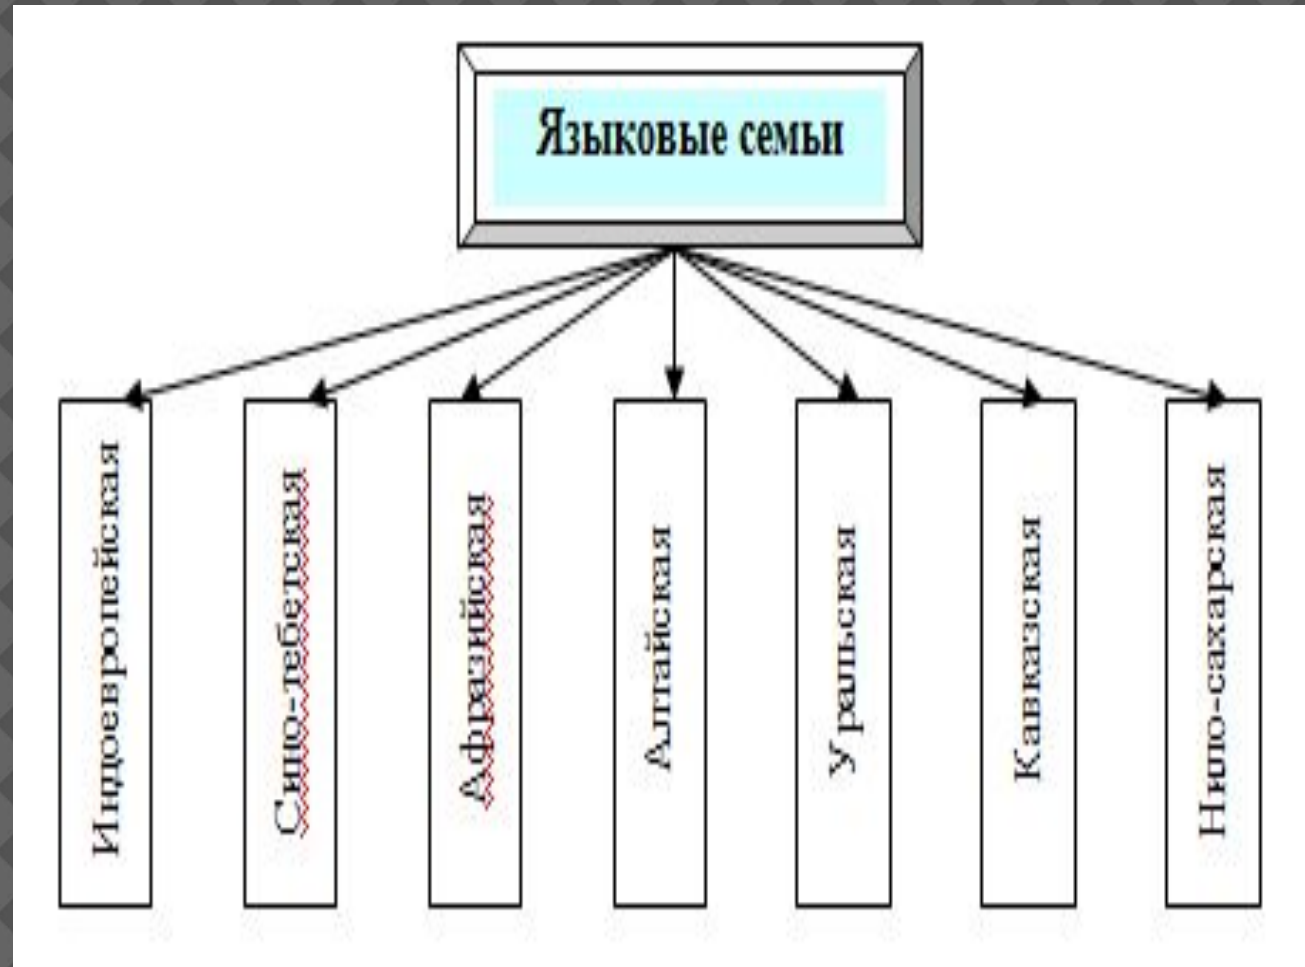 Языковые семьи
Индоевропейская
Сино-тебетская
Афразийская
Алтайская
Уральская
Кавказская
Нило-сахарская